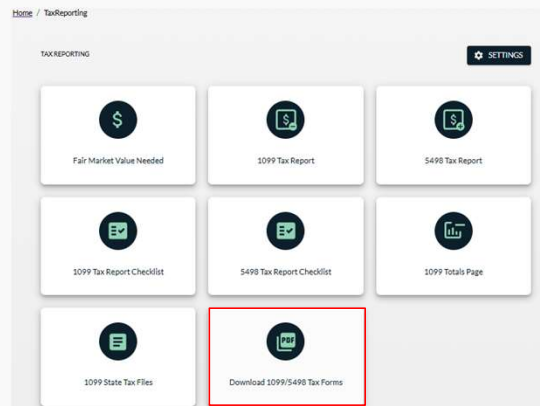 Home / TaxReporting
TAX REPORTING
SETTINGS
Fair Market Value Needed
1099 Tax Report
5498 Tax Report
1099 Tax Report Checklist
5498 Tax Report Checklist
1099 Totals Page
PDF
1099 State Tax Files
Download 1099/5498 Tax Forms